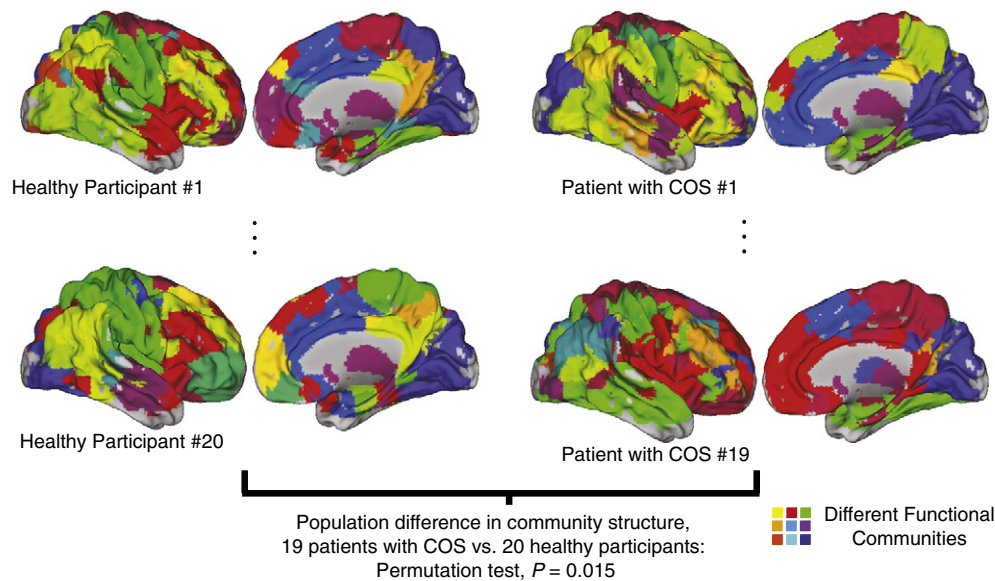 Healthy Participant #1
Patient with COS #1
Healthy Participant #20
Patient with COS #19
Population difference in community structure,
19 patients with COS vs. 20 healthy participants:
Permutation test, P = 0.015
Different Functional
Communities